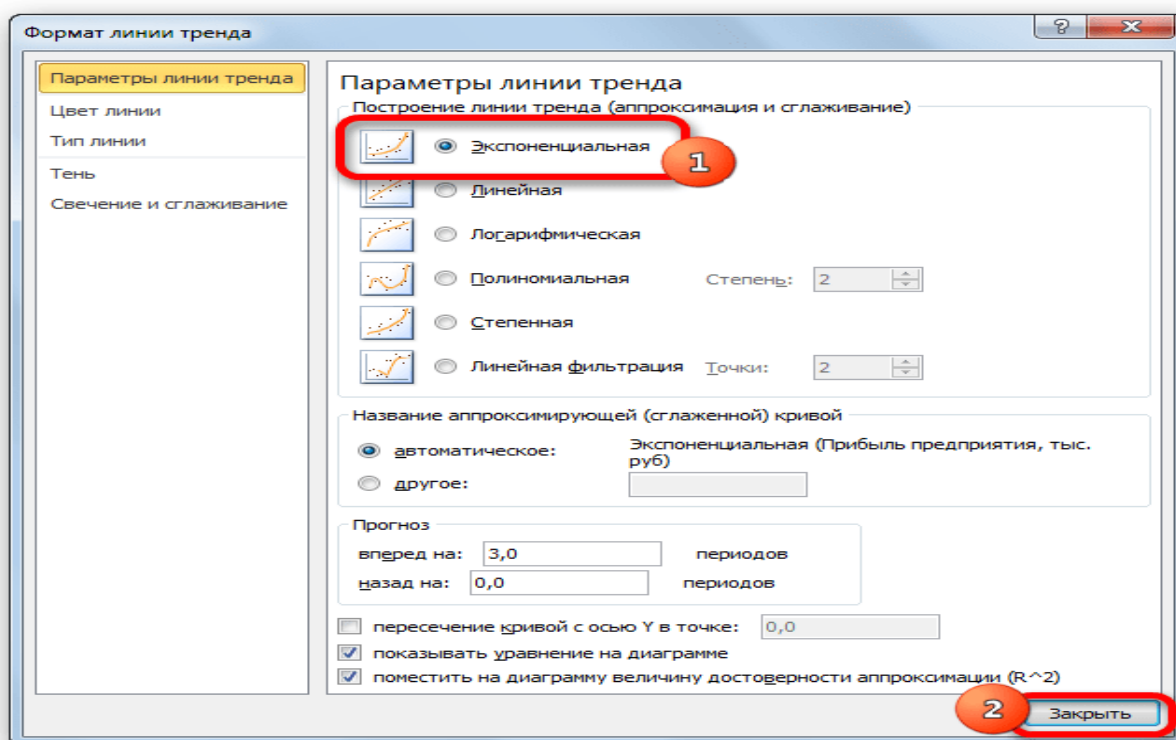 Формат линии тренда
Параметры линии тренда
Цвет линии
Тип линии
Тень
Свечение и сглаживание
Параметры линии тренда
Построение линии тренда (аппроксимация и сглаживание)
Экспоненциальная
1
Линейная
Логарифмическая
Полиномиальная Степень: 2
Степенная
Линейная фильтрация Точки: 2
Название аппроксимирующей (сглаженной) кривой
автоматическое: Экспоненциальная (Прибыль предприятия, тыс.
руб)
другое:
Прогноз
вперед на: 3,0 периодов
назад на: 0,0 периодов
пересечение кривой с осью Y в точке: 0,0
показывать уравнение на диаграмме
поместить на диаграмму величину достоверности аппроксимации (R^2)
2 Закрыть